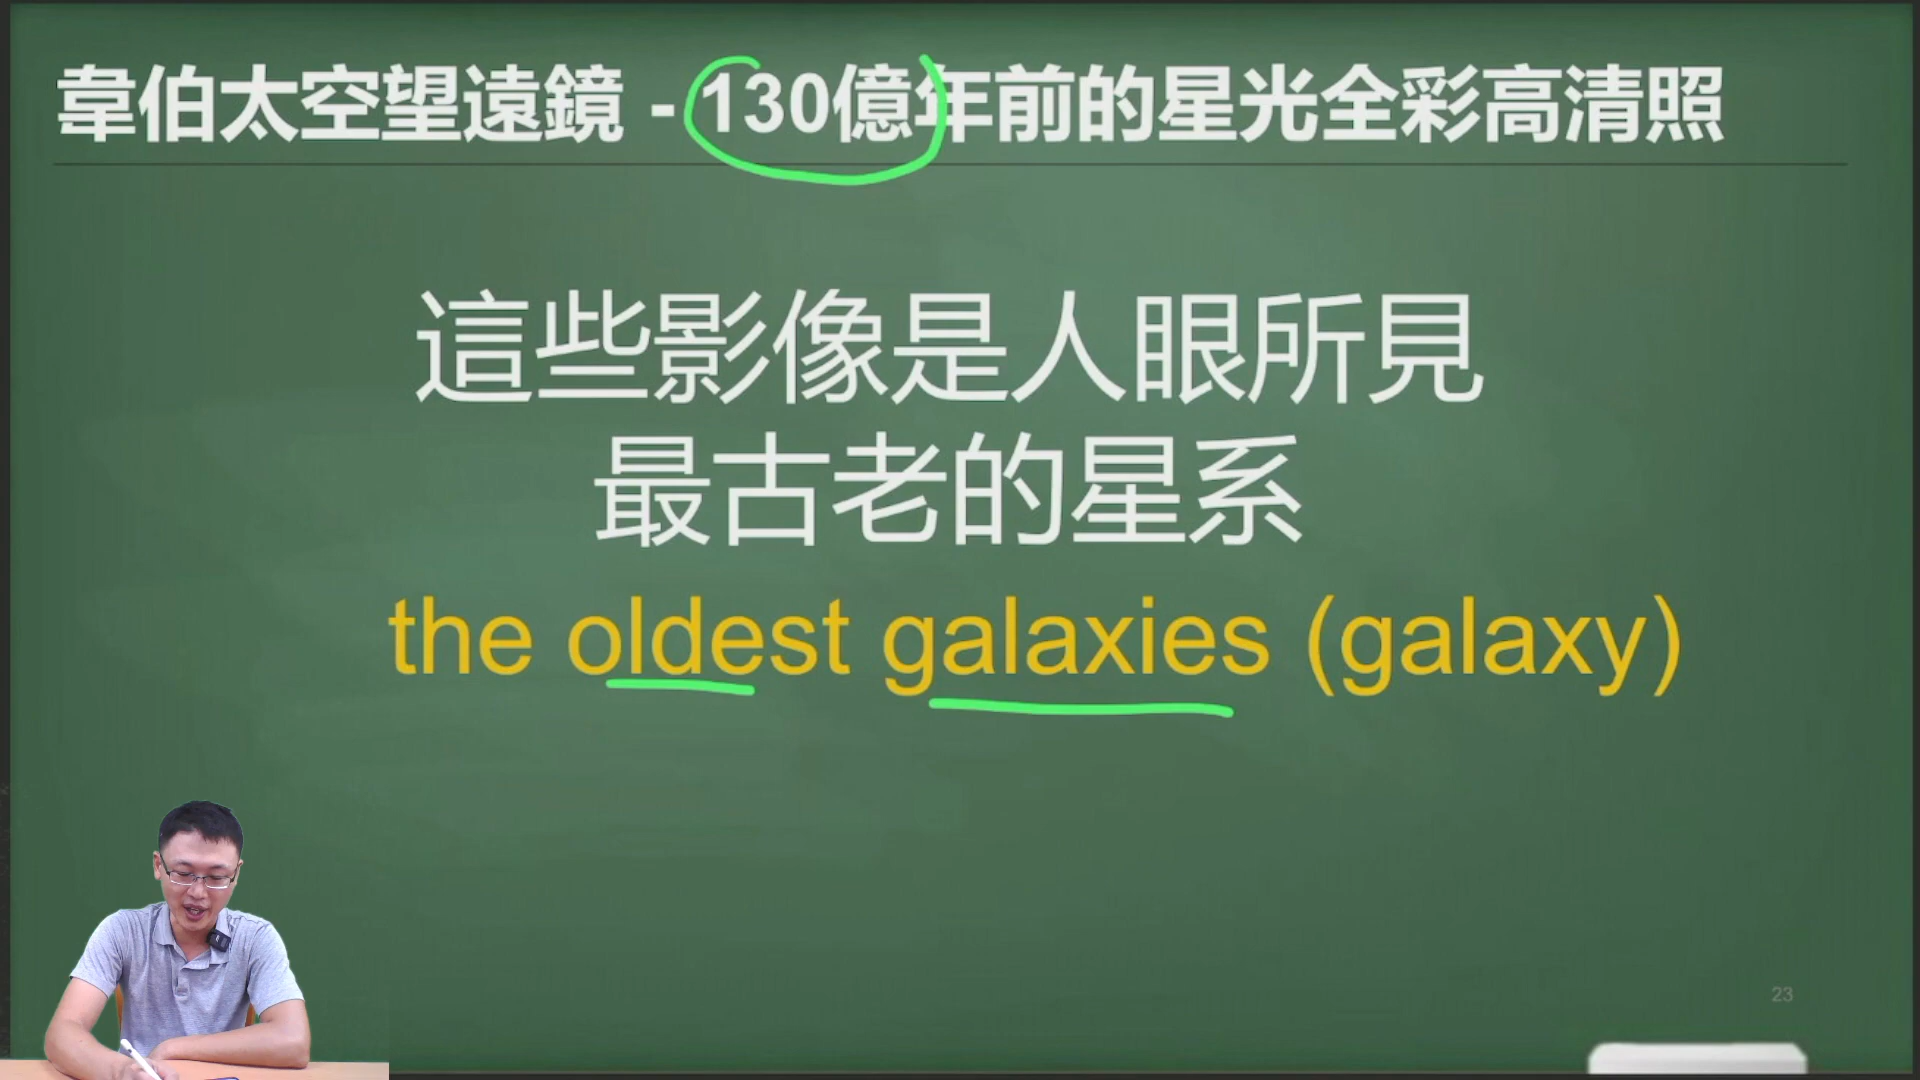 韋伯太空望遠鏡 - 130億年前的星光全彩高清照
這些影像是人眼所見
最古老的星系
the oldest galaxies (galaxy)
23